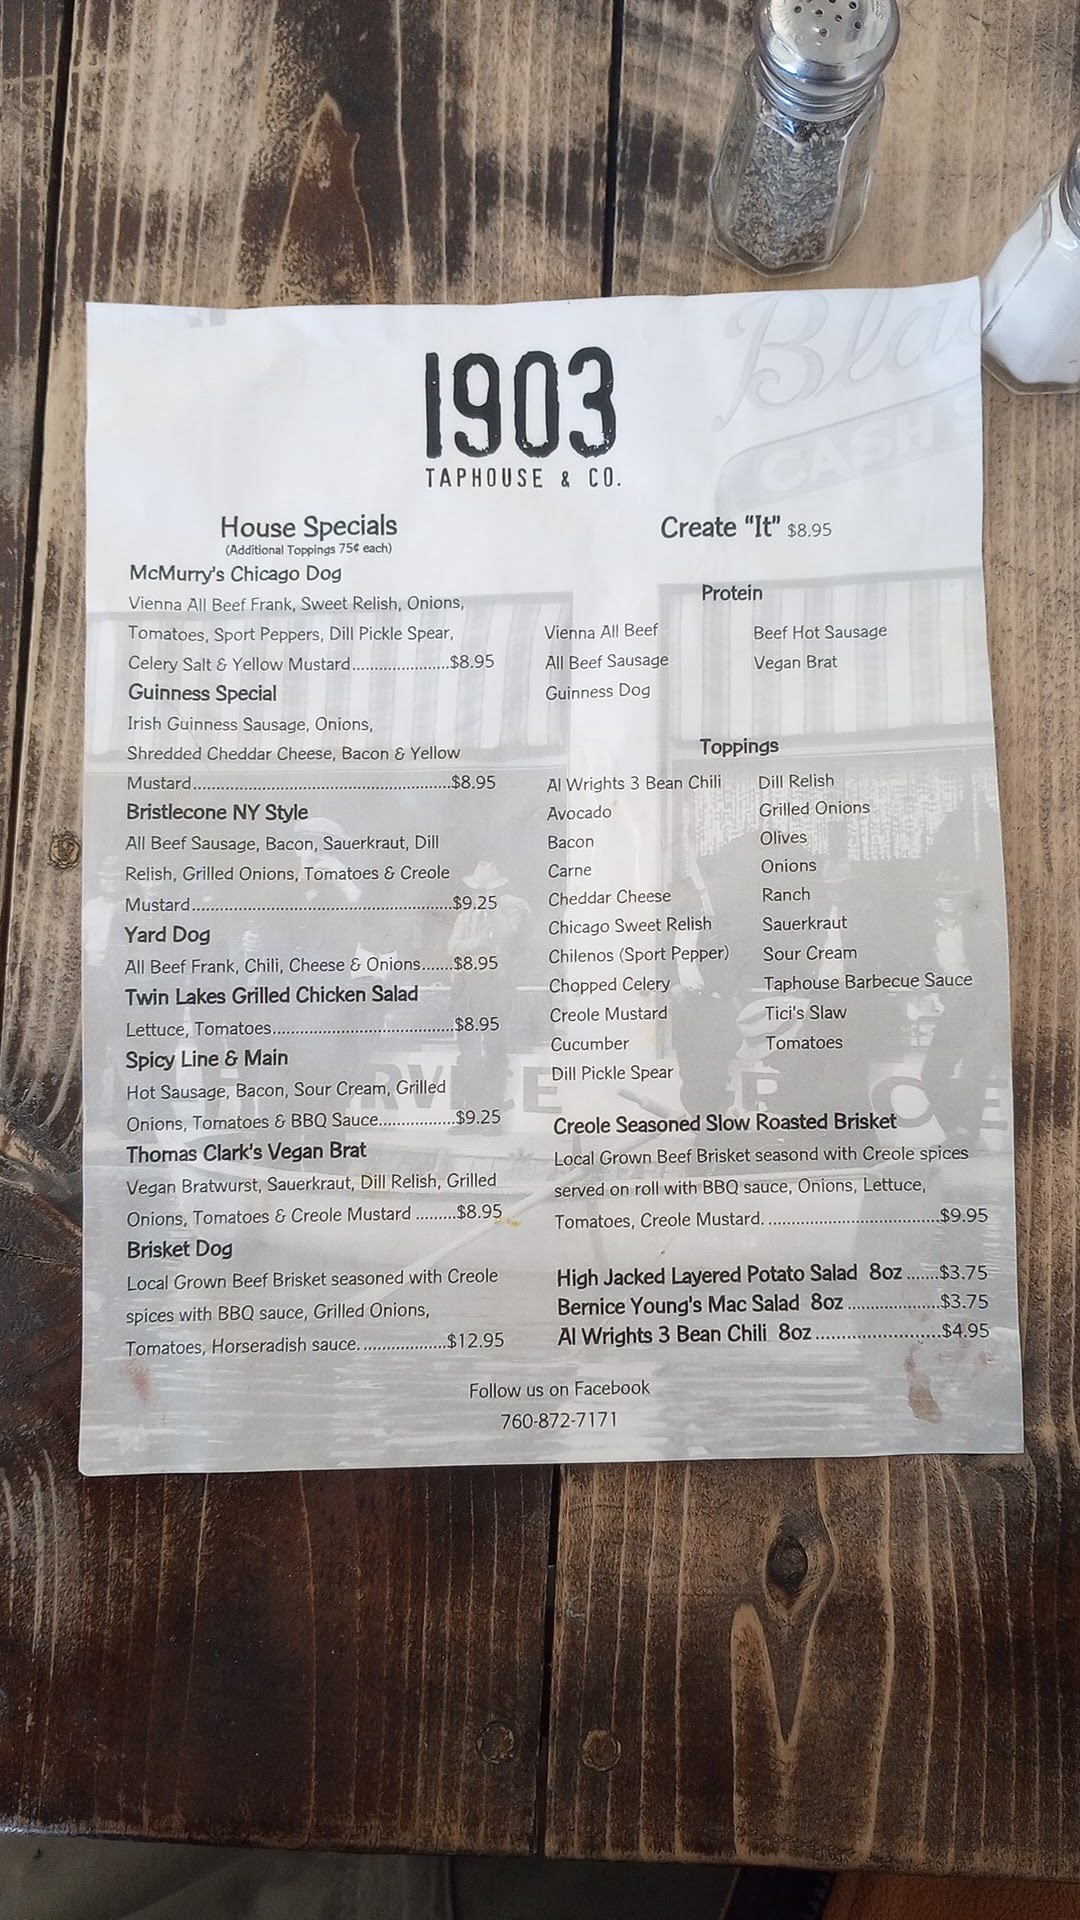 1903
TAPHOUSE & CO.
House Specials
(Additional Toppings 75¢ each)
McMurry's Chicago Dog
Vienna All Beef Frank, Sweet Relish, Onions,
Tomatoes, Sport Peppers, Dill Pickle Spear,
Celery Salt & Yellow Mustard......................$8.95
Guinness Special
Irish Guinness Sausage, Onions,
Shredded Cheddar Cheese, Bacon & Yellow
Mustard..........................................................$8.95
Bristlecone NY Style
All Beef Sausage, Bacon, Sauerkraut, Dill
Relish, Grilled Onions, Tomatoes & Creole
Mustard..........................................................$9.25
Yard Dog
All Beef Frank, Chili, Cheese & Onions.......$8.95
Twin Lakes Grilled Chicken Salad
Lettuce, Tomatoes.........................................$8.95
Spicy Line & Main
Hot Sausage, Bacon, Sour Cream, Grilled
Onions, Tomatoes & BBQ Sauce.................$9.25
Thomas Clark's Vegan Brat
Vegan Bratwurst, Sauerkraut, Dill Relish, Grilled
Onions, Tomatoes & Creole Mustard .........$8.95
Brisket Dog
Local Grown Beef Brisket seasoned with Creole
spices with BBQ sauce, Grilled Onions,
Tomatoes, Horseradish sauce. ...................$12.95
Create "It" $8.95
Protein
Vienna All Beef Beef Hot Sausage
All Beef Sausage Vegan Brat
Guinness Dog
Toppings
Al Wrights 3 Bean Chili Dill Relish
Avocado Grilled Onions
Bacon Olives
Carne Onions
Cheddar Cheese Ranch
Chicago Sweet Relish Sauerkraut
Chilenos (Sport Pepper) Sour Cream
Chopped Celery Taphouse Barbecue Sauce
Creole Mustard Tici's Slaw
Cucumber Tomatoes
Dill Pickle Spear
Creole Seasoned Slow Roasted Brisket
Local Grown Beef Brisket seasond with Creole spices
served on roll with BBQ sauce, Onions, Lettuce,
Tomatoes, Creole Mustard. .......................................$9.95
High Jacked Layered Potato Salad 8oz .......$3.75
Bernice Young's Mac Salad 8oz .....................$3.75
Al Wrights 3 Bean Chili 8oz .........................$4.95
Follow us on Facebook
760-872-7171